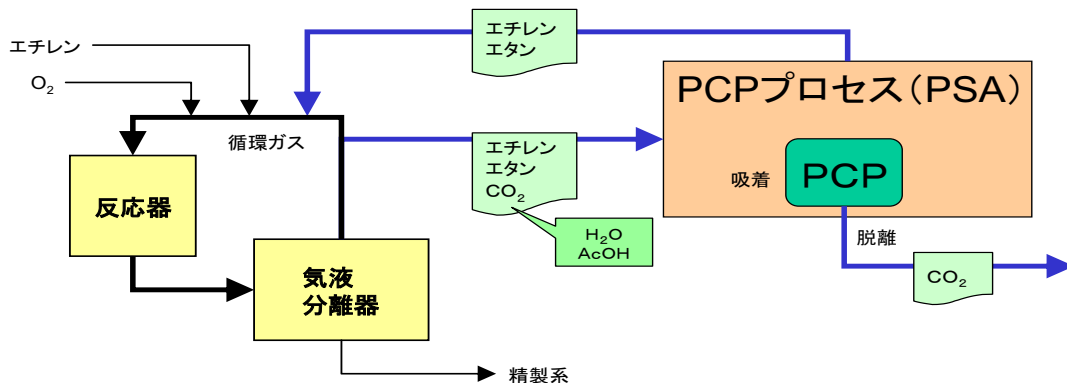 エチレン
エタン
エチレン
O₂
PCPプロセス(PSA)
循環ガス
エチレン
エタン
CO₂
吸着
PCP
反応器
H₂O
AcOH
脱離
気液
分離器
CO₂
精製系